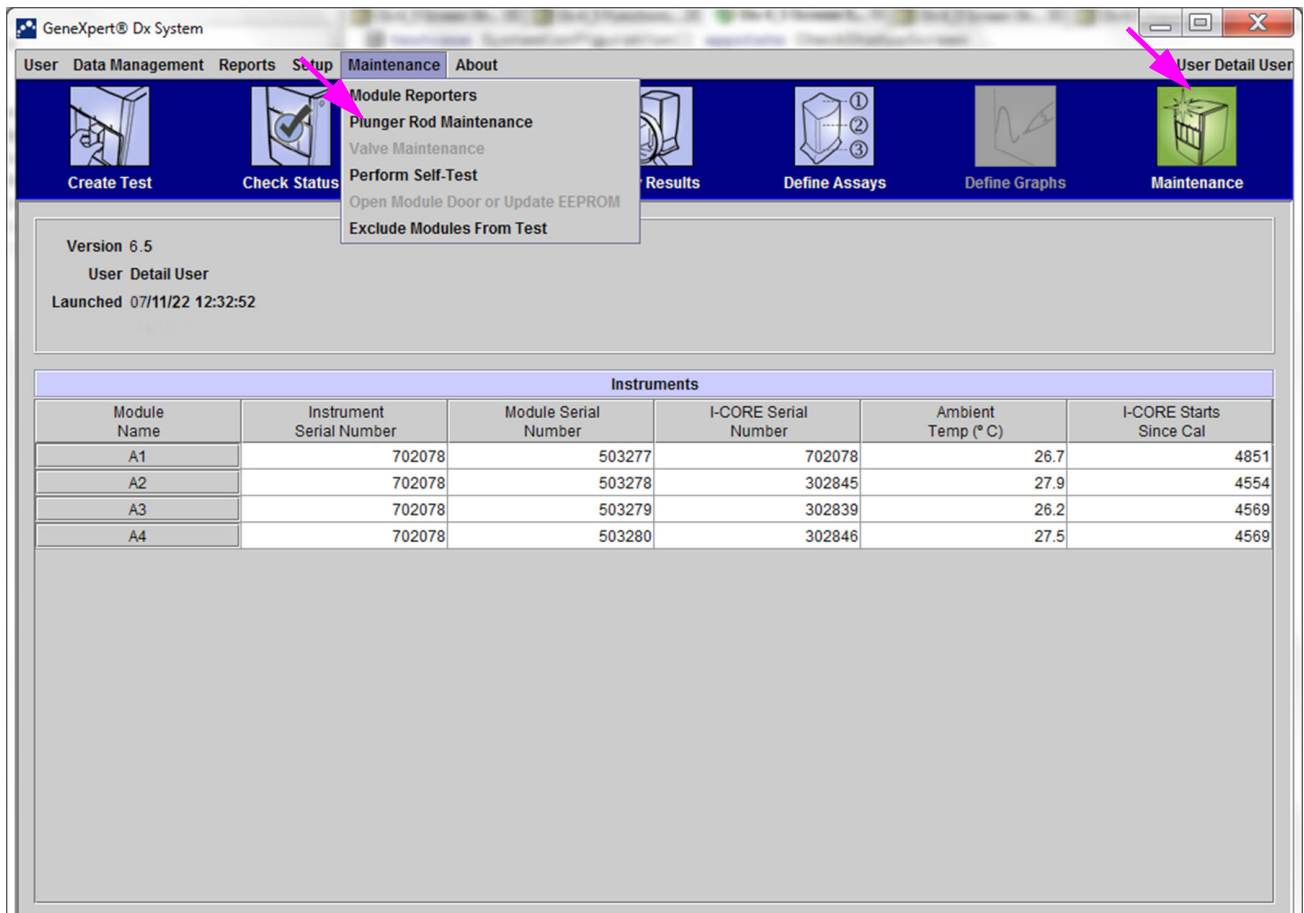 GeneXpert® Dx System
User Data Management Reports Setup Maintenance About User Detail User
Module Reporters
Plunger Rod Maintenance
Valve Maintenance
Perform Self-Test
Open Module Door or Update EEPROM
Exclude Modules From Test
① ② ③
Create Test Check Status Results Define Assays Define Graphs Maintenance
Version 6.5
User Detail User
Launched 07/11/22 12:32:52
Instruments
Module Name Instrument Serial Number Module Serial Number I-CORE Serial Number Ambient Temp (° C) I-CORE Starts Since Cal
A1 702078 503277 702078 26.7 4851
A2 702078 503278 302845 27.9 4554
A3 702078 503279 302839 26.2 4569
A4 702078 503280 302846 27.5 4569